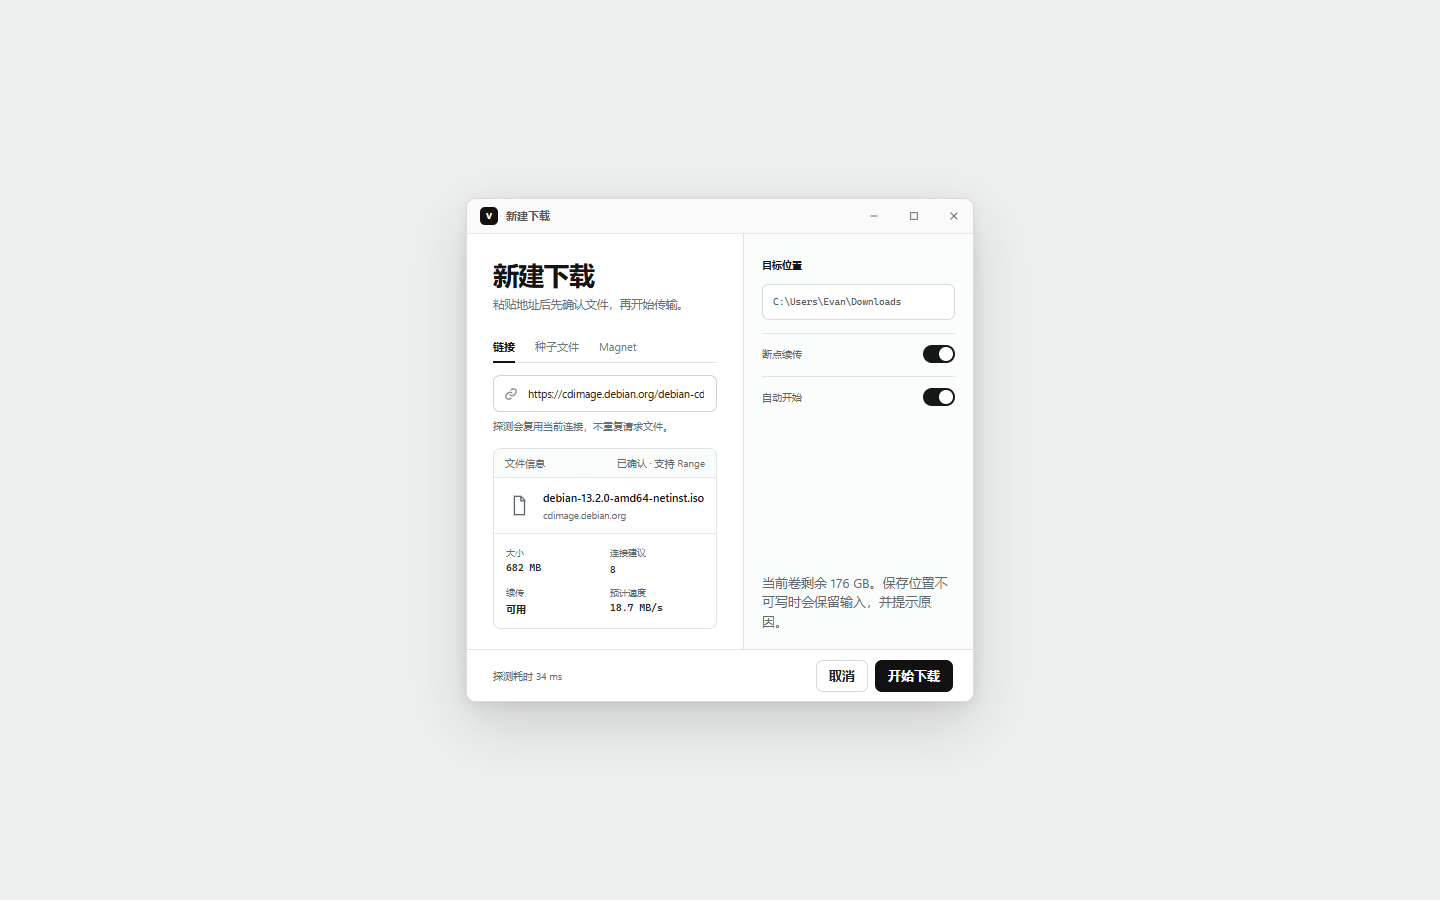 v 新建下载
新建下载
粘贴地址后先确认文件，再开始传输。
链接 种子文件 Magnet
https://cdimage.debian.org/debian-cd
探测会复用当前连接，不重复请求文件。
文件信息 已确认 · 支持 Range
debian-13.2.0-amd64-netinst.iso
cdimage.debian.org
大小 连接建议
682 MB 8
续传 预计速度
可用 18.7 MB/s
目标位置
C:\Users\Evan\Downloads
断点续传
自动开始
当前卷剩余 176 GB。保存位置不
可写时会保留输入，并提示原
因。
探测耗时 34 ms
取消 开始下载